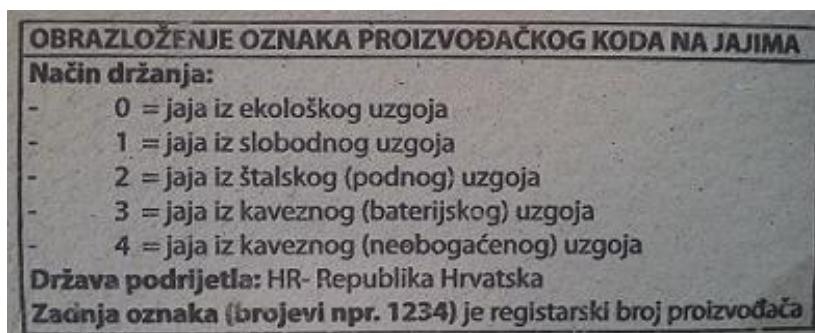 OBRAZLOŽENJE OZNAKA PROIZVOĐAČKOG KODA NA JAJIMA
Način držanja:
- 0 = jaja iz ekološkog uzgoja
- 1 = jaja iz slobodnog uzgoja
- 2 = jaja iz štalskog (podnog) uzgoja
- 3 = jaja iz kaveznog (baterijskog) uzgoja
- 4 = jaja iz kaveznog (neobogaćenog) uzgoja
Država podrijetla: HR- Republika Hrvatska
Zadnja oznaka (brojevi npr. 1234) je registarski broj proizvođača